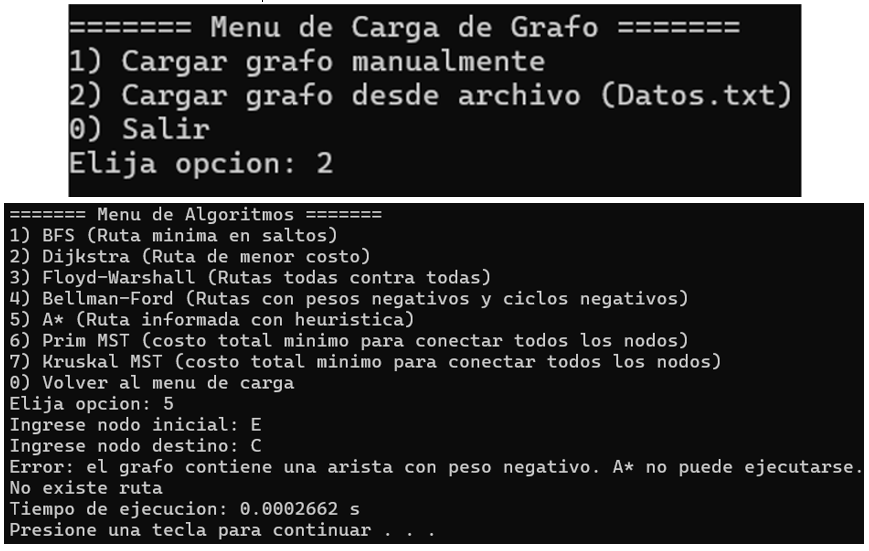 ======= Menu de Carga de Grafo =======
1) Cargar grafo manualmente
2) Cargar grafo desde archivo (Datos.txt)
0) Salir
Elija opcion: 2
======= Menu de Algoritmos =======
1) BFS (Ruta minima en saltos)
2) Dijkstra (Ruta de menor costo)
3) Floyd-Warshall (Rutas todas contra todas)
4) Bellman-Ford (Rutas con pesos negativos y ciclos negativos)
5) A* (Ruta informada con heuristica)
6) Prim MST (costo total minimo para conectar todos los nodos)
7) Kruskal MST (costo total minimo para conectar todos los nodos)
0) Volver al menu de carga
Elija opcion: 5
Ingrese nodo inicial: E
Ingrese nodo destino: C
Error: el grafo contiene una arista con peso negativo. A* no puede ejecutarse.
No existe ruta
Tiempo de ejecucion: 0.0002662 s
Presione una tecla para continuar . . .